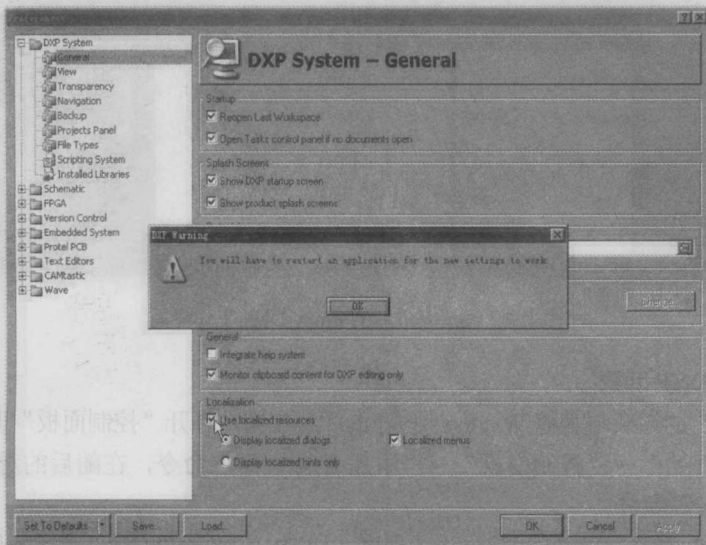 Preferences
DXP System
General
View
Transparency
Navigation
Backup
Projects Panel
File Types
Scripting System
Installed Libraries
Schematic
FPGA
Version Control
Embedded System
Protel PCB
Text Editors
CAMtastic
Wave
DXP System – General
Startup
Reopen Last Workspace
Open Tasks control panel if no documents open
Splash Screens
Show DXP startup screen
Show product splash screens
DXP Warning
You will have to restart an application for the new settings to work
OK
Change
General
Integrate help system
Monitor clipboard content for DXP editing only
Localization
Use localized resources
Display localized dialogs
Localized menus
Display localized hints only
Set To Defaults
Save...
Load...
OK
Cancel
Apply